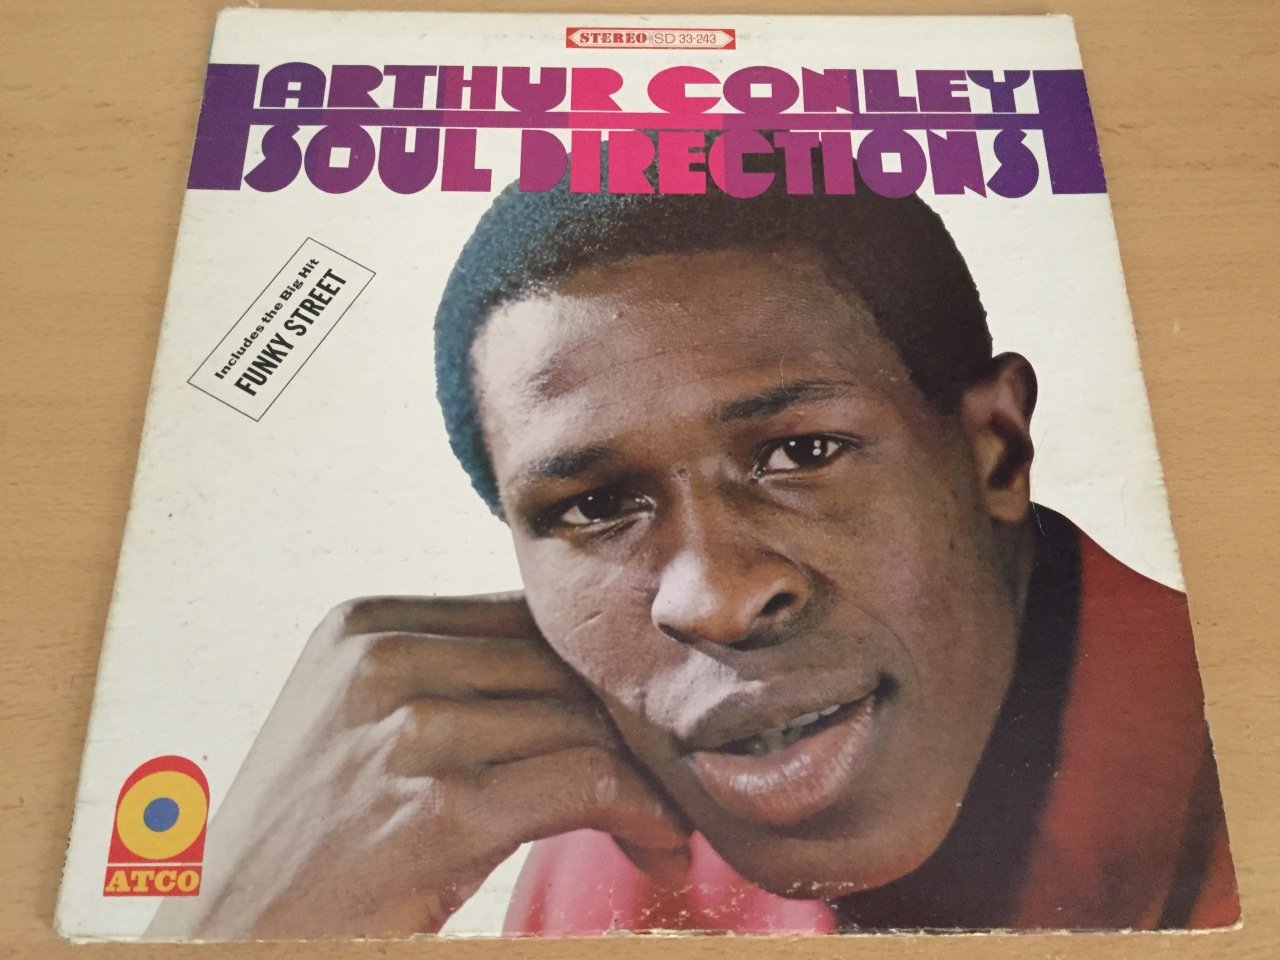 STEREO SD 33-243
ARTHUR CONLEY
SOUL DIRECTIONS
Includes the Big Hit
FUNKY STREET
ATCO